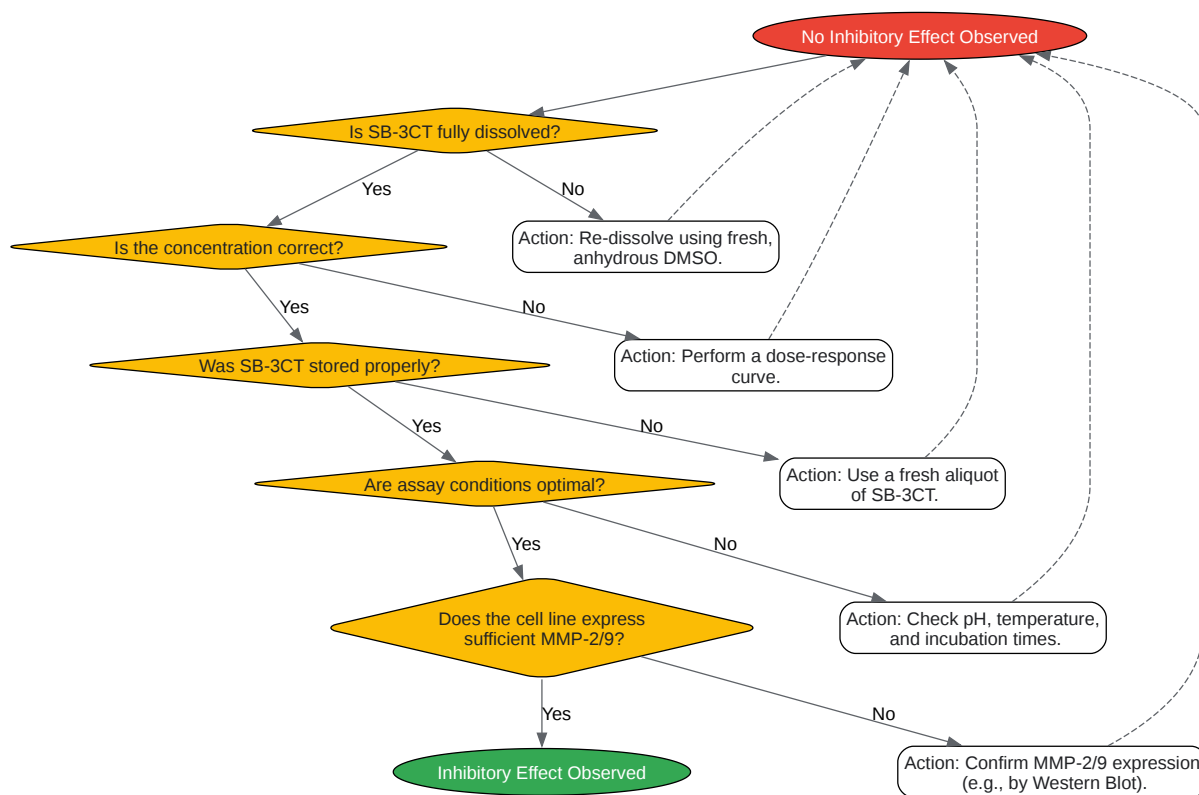 No Inhibitory Effect Observed
Is SB-3CT fully dissolved?
Yes
No
Action: Re-dissolve using fresh,
anhydrous DMSO.
Is the concentration correct?
Yes
No
Action: Perform a dose-response
curve.
Was SB-3CT stored properly?
Yes
No
Action: Use a fresh aliquot
of SB-3CT.
Are assay conditions optimal?
Yes
No
Action: Check pH, temperature,
and incubation times.
Does the cell line express
sufficient MMP-2/9?
Yes
No
Action: Confirm MMP-2/9 expression
(e.g., by Western Blot).
Inhibitory Effect Observed